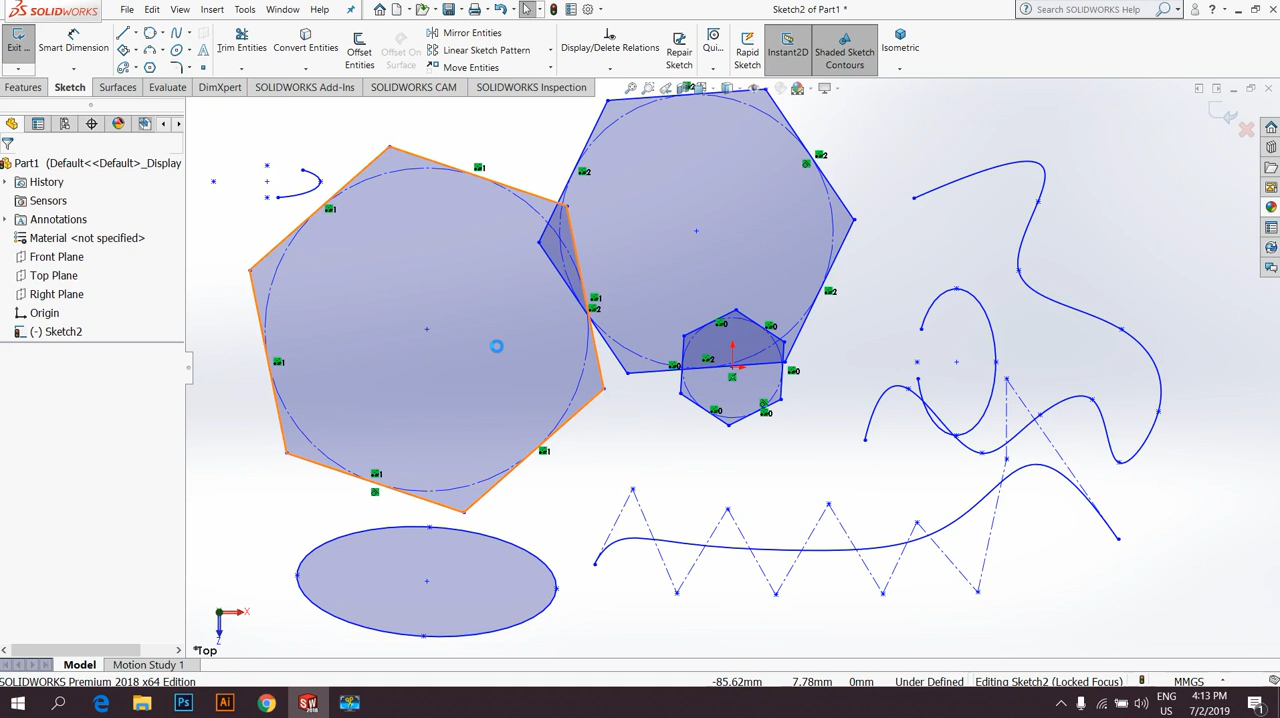 SOLIDWORKS File Edit View Insert Tools Window Help Sketch2 of Part1 * Search SOLIDWORKS Help ?
Exit ... Smart Dimension Trim Entities Convert Entities Offset Entities Offset On Surface Mirror Entities Linear Sketch Pattern Move Entities Display/Delete Relations Repair Sketch Qui... Rapid Sketch Instant2D Shaded Sketch Contours Isometric
Features Sketch Surfaces Evaluate DimXpert SOLIDWORKS Add-Ins SOLIDWORKS CAM SOLIDWORKS Inspection
Part1 (Default<<Default>_Display
History
Sensors
Annotations
Material <not specified>
Front Plane
Top Plane
Right Plane
Origin
(-) Sketch2
X
Z
*Top
Model Motion Study 1
SOLIDWORKS Premium 2018 x64 Edition -85.62mm 7.78mm 0mm Under Defined Editing Sketch2 (Locked Focus) MMGS
Ps Ai SW 2018 ENG US 4:13 PM 7/2/2019